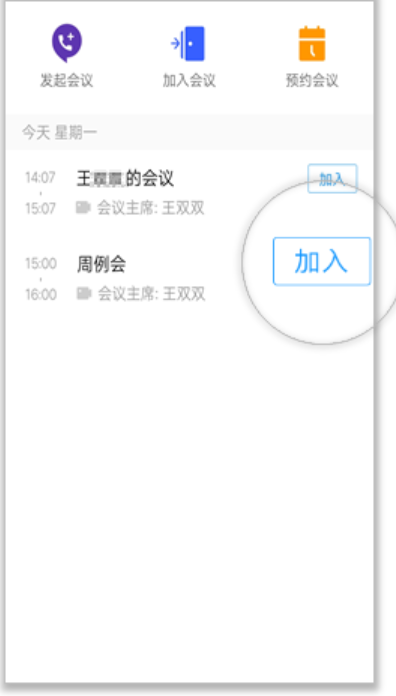 发起会议
加入会议
预约会议
今天 星期一
14:07
王 的会议
加入
15:07
会议主席: 王双双
15:00
周例会
加入
16:00
会议主席: 王双双